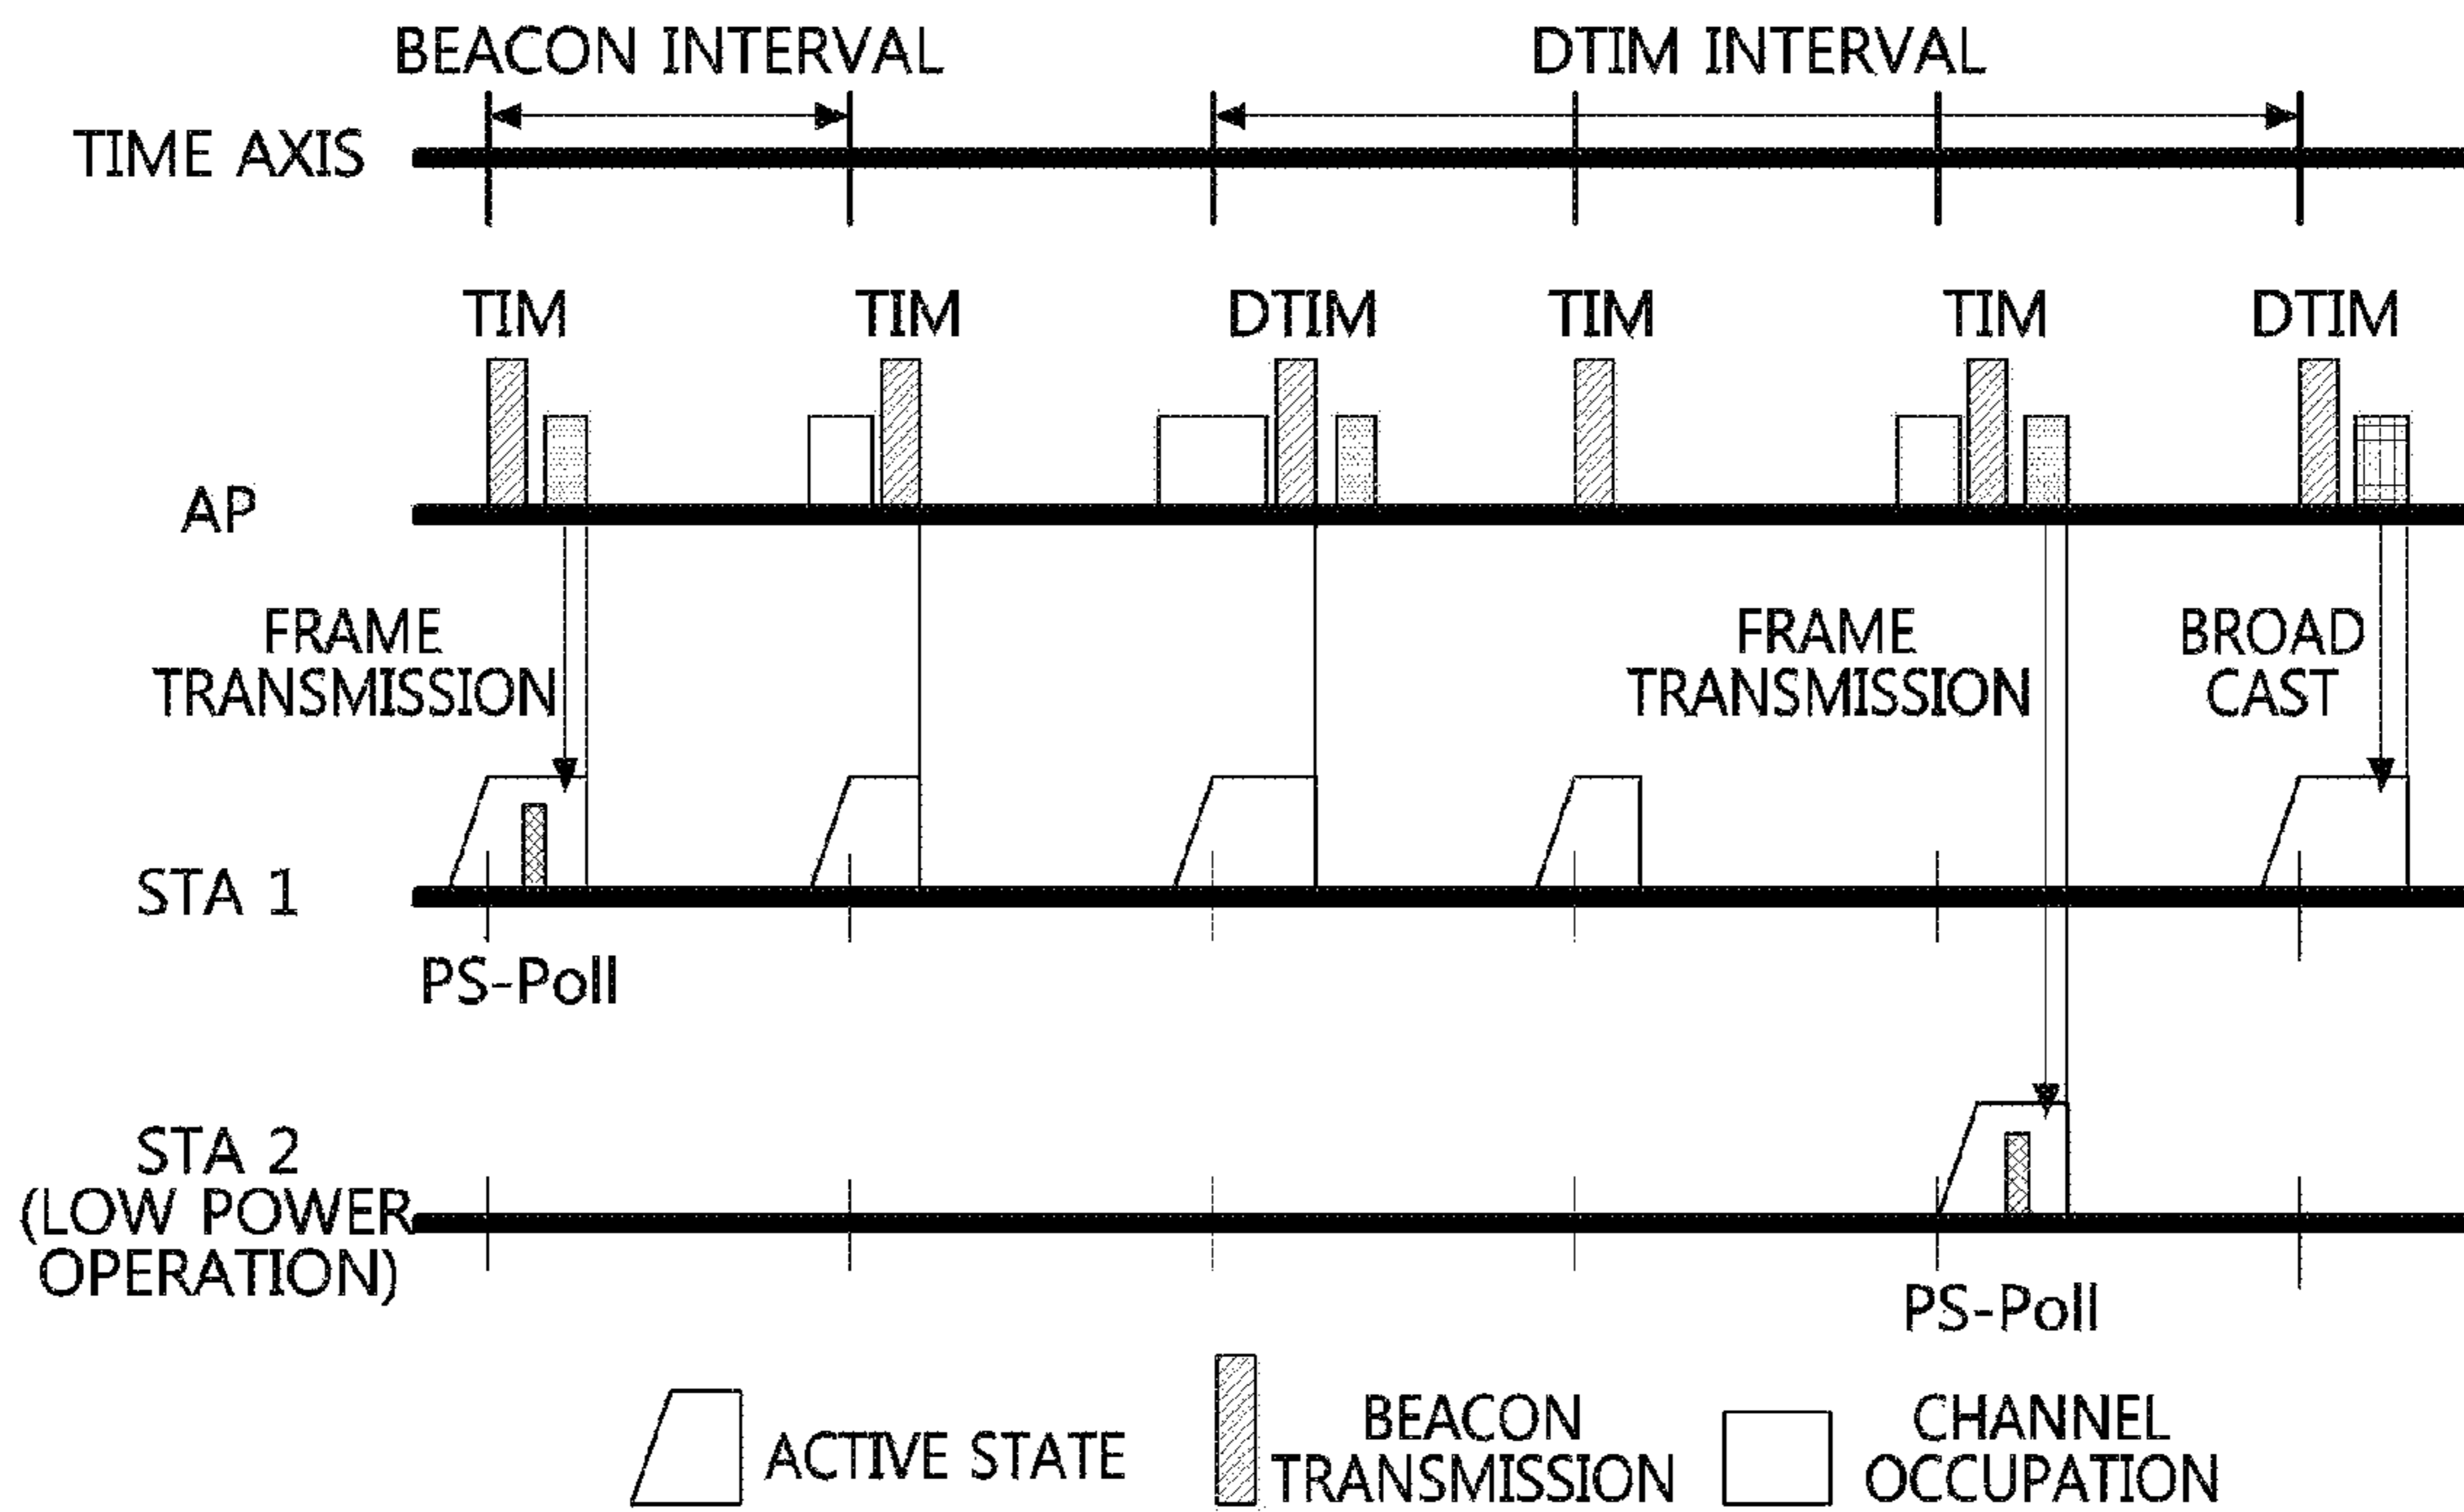 BEACON INTERVAL
DTIM INTERVAL
TIME AXIS
TIM
TIM
DTIM
TIM
TIM
DTIM
AP
FRAME
TRANSMISSION
FRAME
TRANSMISSION
BROAD
CAST
STA 1
PS-Poll
STA 2
(LOW POWER
OPERATION)
PS-Poll
ACTIVE STATE
BEACON
TRANSMISSION
CHANNEL
OCCUPATION